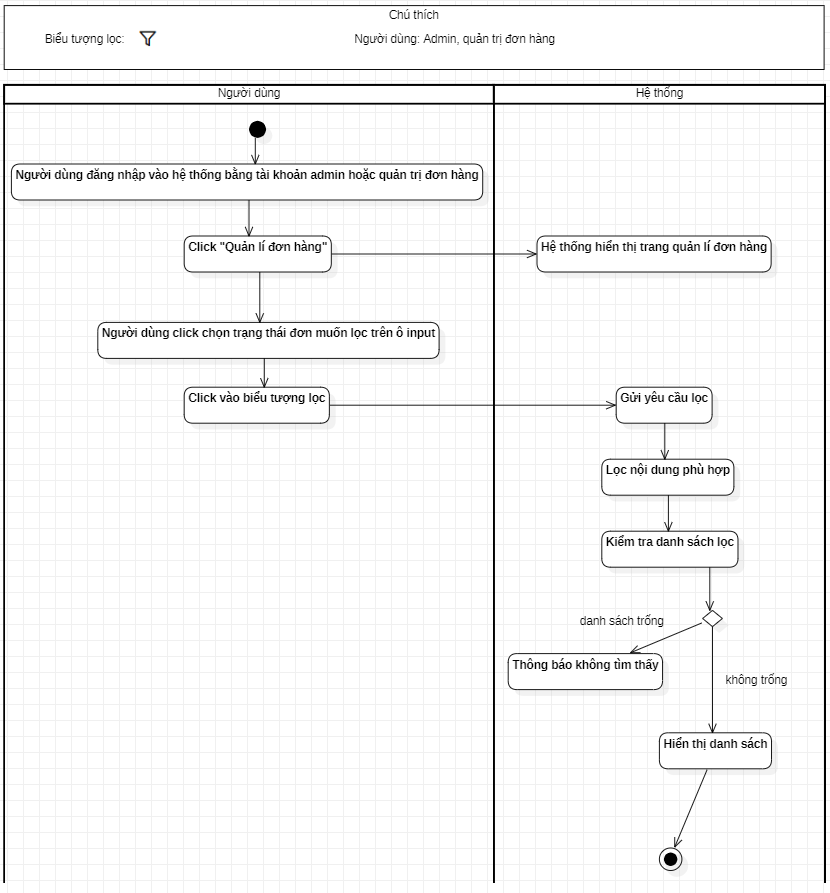 Chú thích
Biểu tượng lọc:
Người dùng: Admin, quản trị đơn hàng
Người dùng
Hệ thống
Người dùng đăng nhập vào hệ thống bằng tài khoản admin hoặc quản trị đơn hàng
Click "Quản lí đơn hàng"
Hệ thống hiển thị trang quản lí đơn hàng
Người dùng click chọn trạng thái đơn muốn lọc trên ô input
Click vào biểu tượng lọc
Gửi yêu cầu lọc
Lọc nội dung phù hợp
Kiểm tra danh sách lọc
danh sách trống
Thông báo không tìm thấy
không trống
Hiển thị danh sách